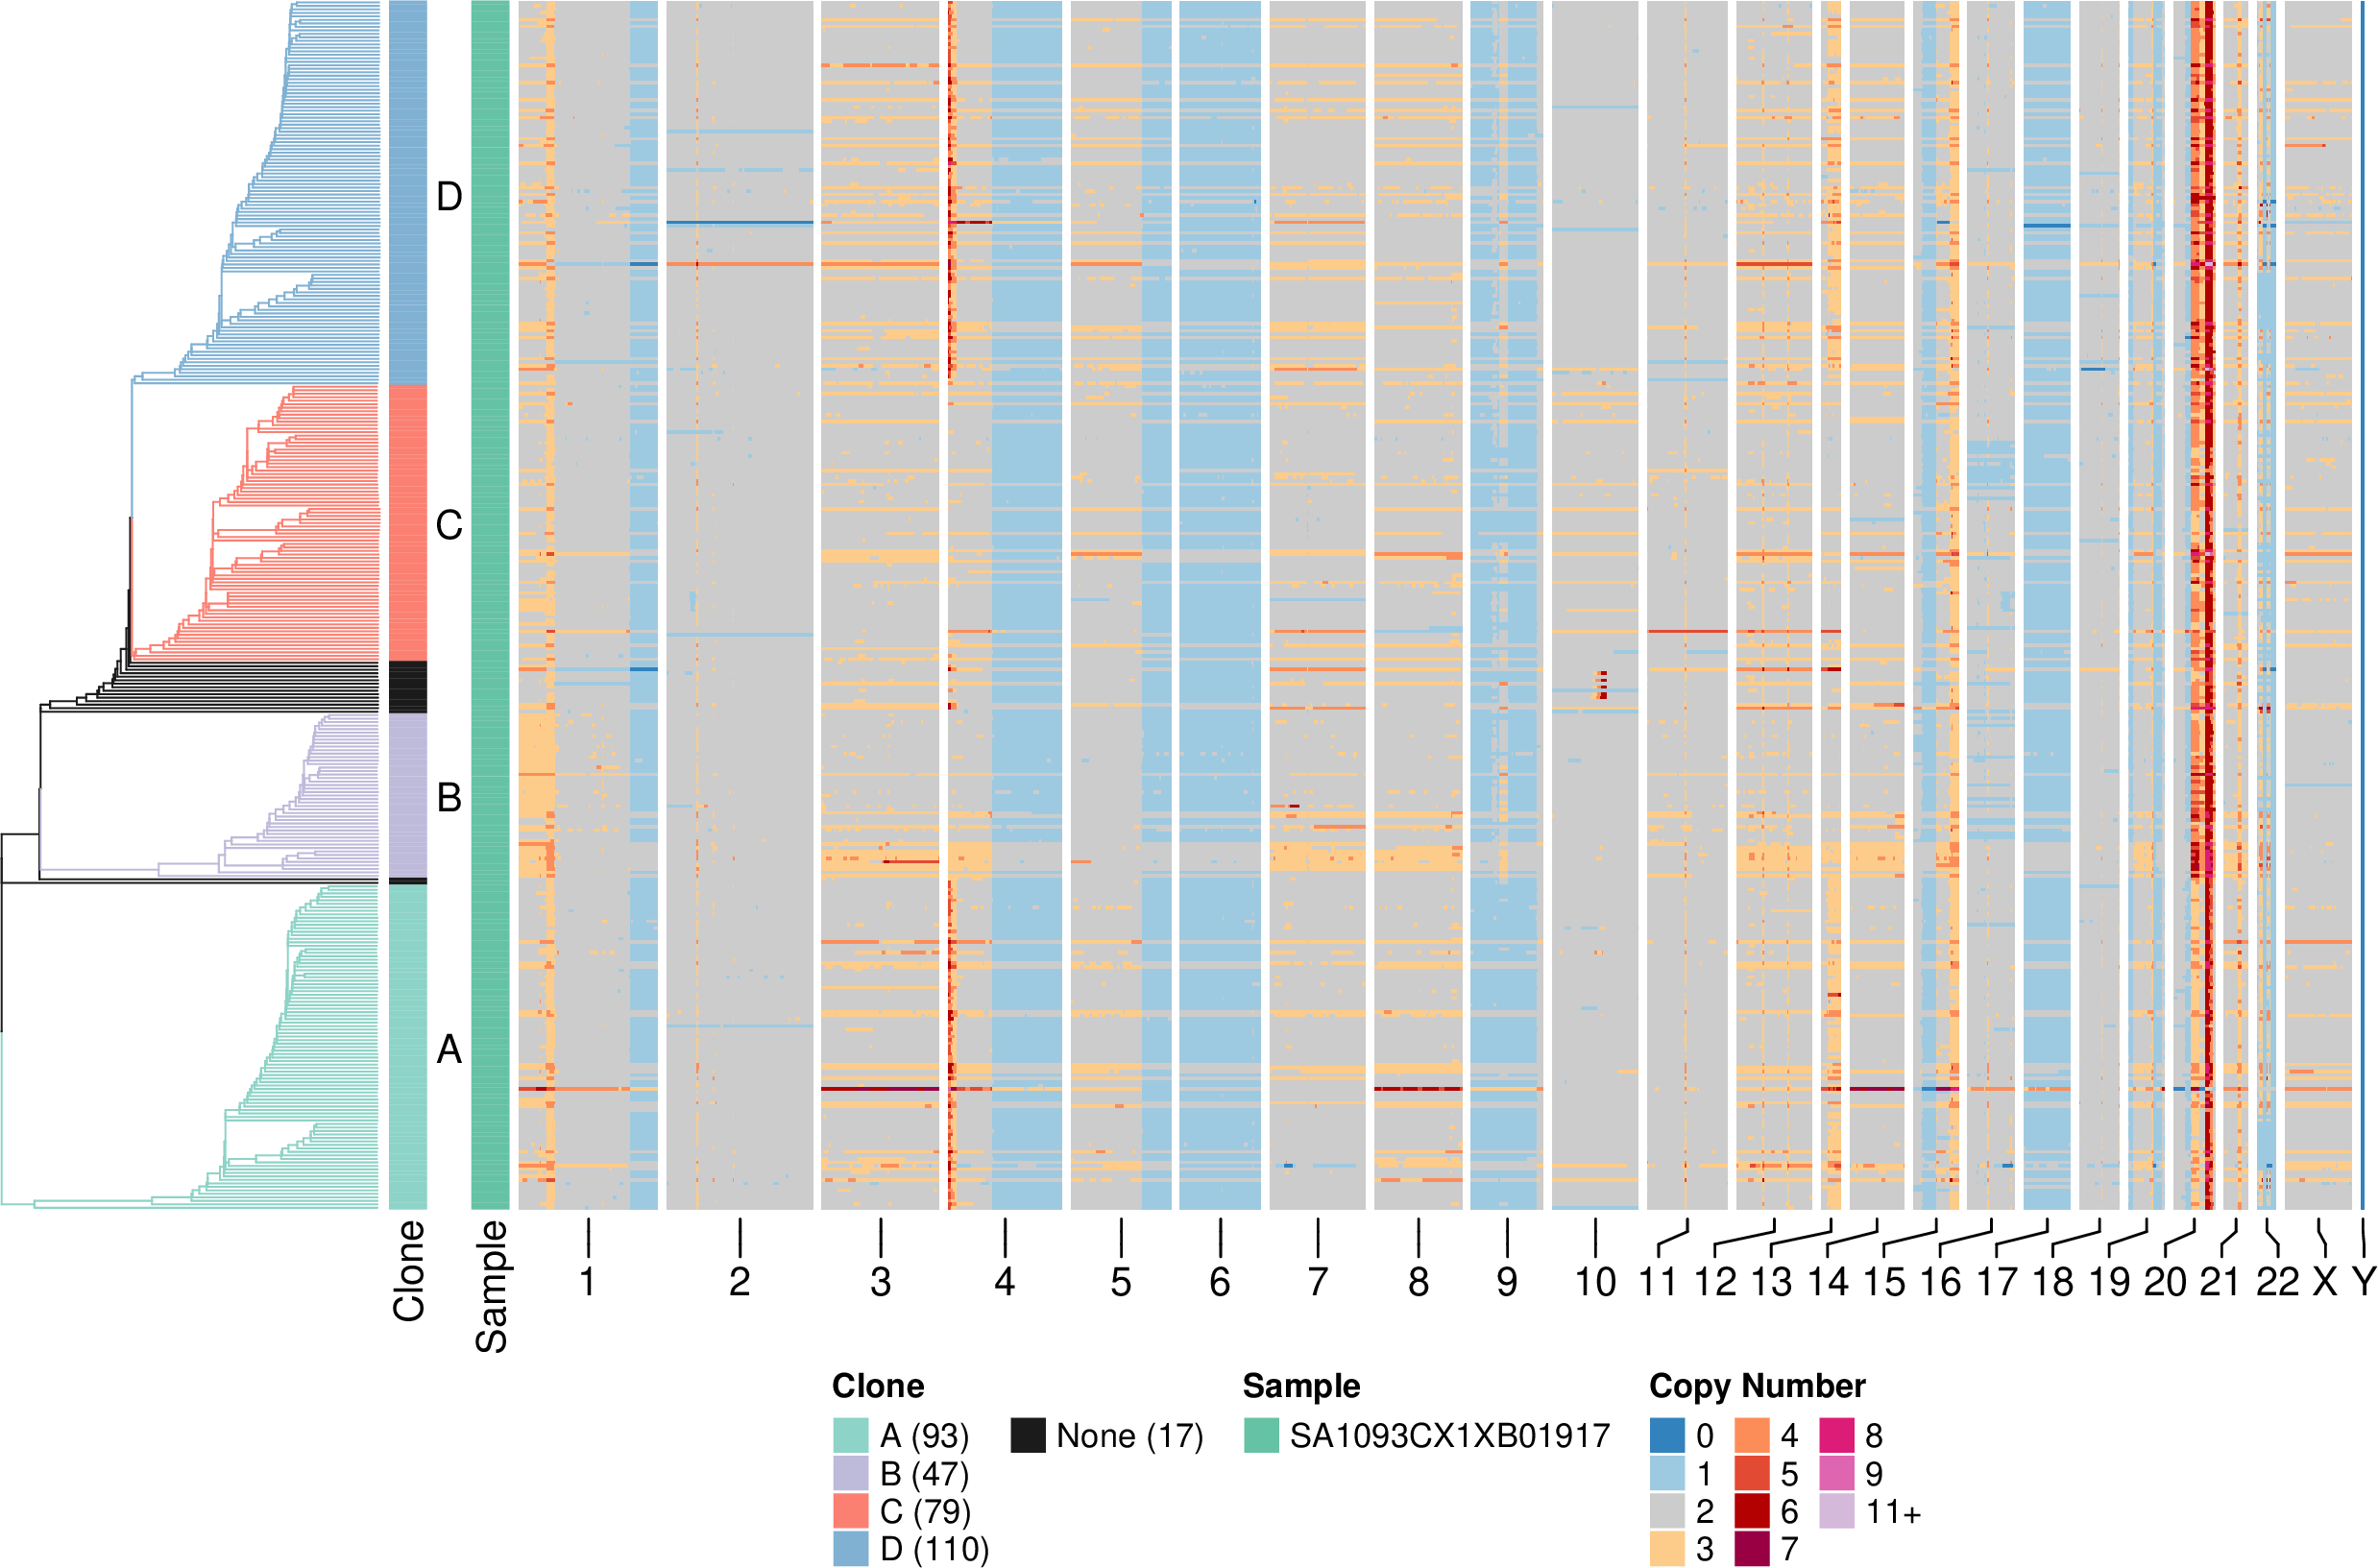 D
C
B
A
Clone
Sample
1 2 3 4 5 6 7 8 9 10 11 12 13 14 15 16 17 18 19 20 21 22 X Y
Clone
A (93)
B (47)
C (79)
D (110)
None (17)
Sample
SA1093CX1XB01917
Copy Number
0
1
2
3
4
5
6
7
8
9
11+